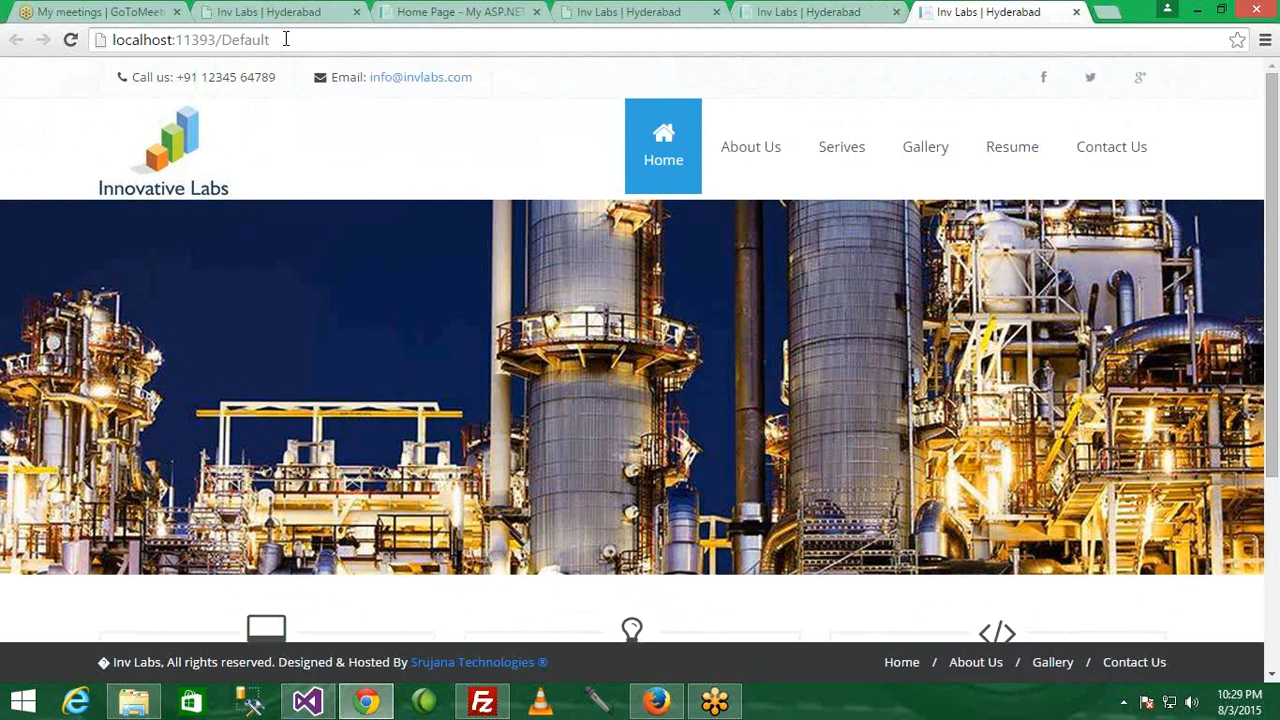 My meetings | GoToMeeti
Inv Labs | Hyderabad
Home Page - My ASP.NET
Inv Labs | Hyderabad
Inv Labs | Hyderabad
Inv Labs | Hyderabad
localhost:11393/Default
Call us: +91 12345 64789
Email: info@invlabs.com
Innovative Labs
Home
About Us
Serives
Gallery
Resume
Contact Us
� Inv Labs, All rights reserved. Designed & Hosted By Srujana Technologies ®
Home / About Us / Gallery / Contact Us
10:29 PM
8/3/2015